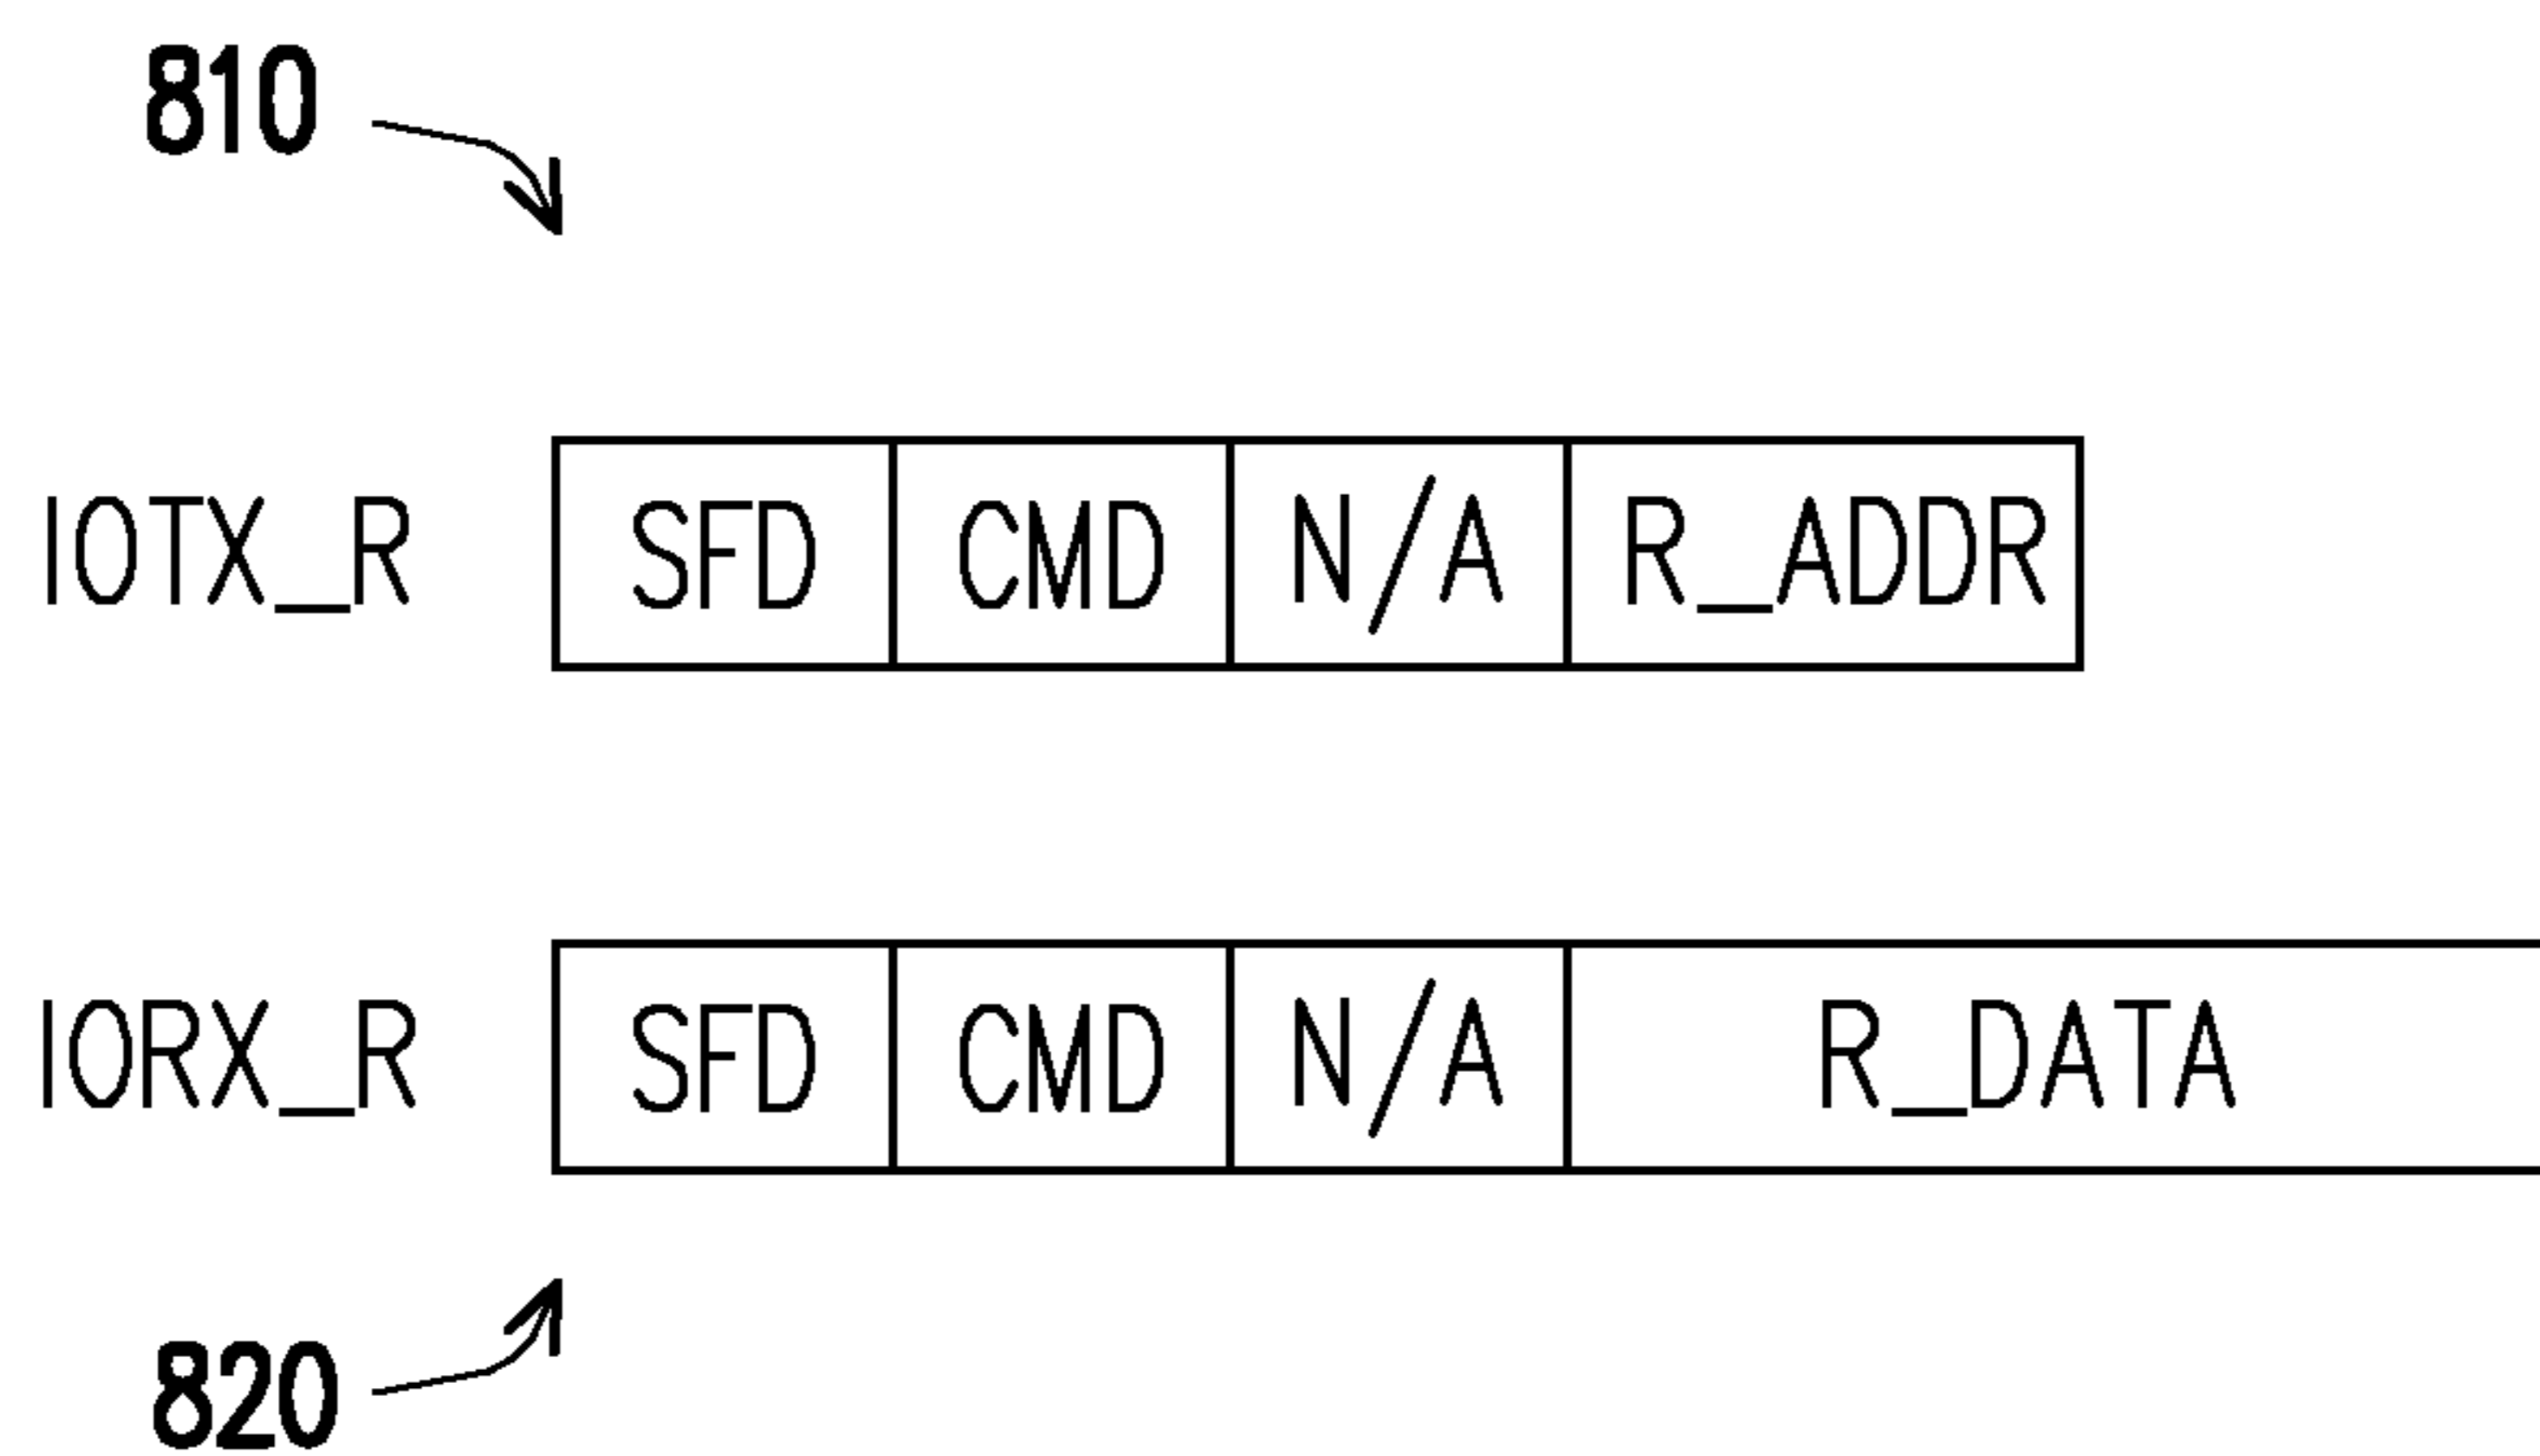 810
IOTX_R SFD CMD N/A R_ADDR
IORX_R SFD CMD N/A R_DATA
820